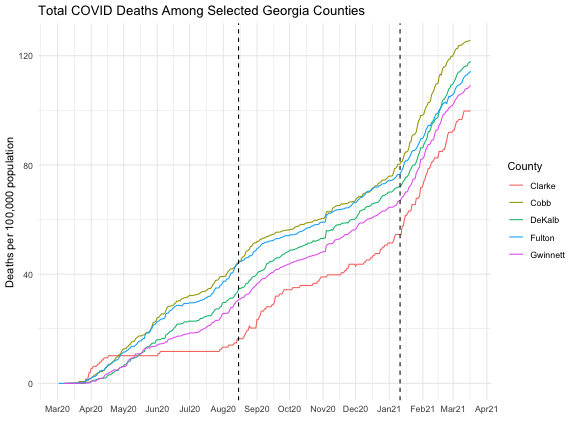 Total COVID Deaths Among Selected Georgia Counties
Deaths per 100,000 population
120
80
40
0
Mar20 Apr20 May20 Jun20 Jul20 Aug20 Sep20 Oct20 Nov20 Dec20 Jan21 Feb21 Mar21 Apr21
County
Clarke
Cobb
DeKalb
Fulton
Gwinnett